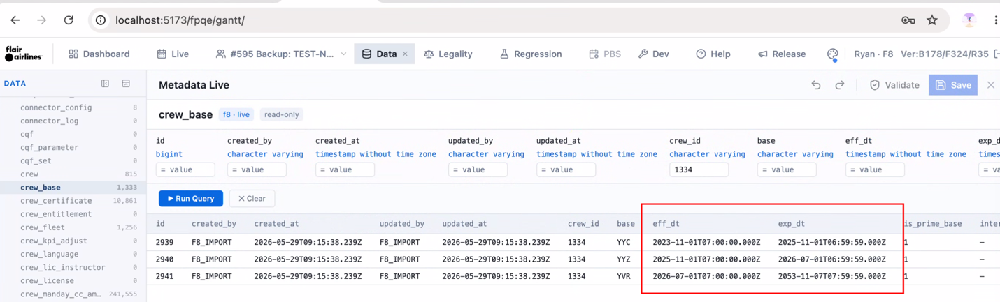 localhost:5173/fpqe/gantt/
flair airlines Dashboard Live #595 Backup: TEST-N... Data × Legality Regression PBS Dev Help Release Ryan · F8 Ver:B178/F324/R35
DATA
Metadata Live Validate Save
connector_config 8
connector_log 0
cqf 0
cqf_parameter 0
cqf_set 0
crew 815
crew_base 1,333
crew_certificate 10,861
crew_entitlement 0
crew_fleet 1,256
crew_kpi_adjust 0
crew_language 0
crew_lic_instructor 0
crew_license 0
crew_manday_cc_am… 241,555
crew_base f8 · live read-only
id created_by created_at updated_by updated_at crew_id base eff_dt exp_d
bigint character varying timestamp without time zone character varying timestamp without time zone character varying character varying timestamp without time zone times
= value = value = value = value = value 1334 = value = value = va
Run Query Clear
id created_by created_at updated_by updated_at crew_id base eff_dt exp_dt is_prime_base inter
2939 F8_IMPORT 2026-05-29T09:15:38.239Z F8_IMPORT 2026-05-29T09:15:38.239Z 1334 YYC 2023-11-01T07:00:00.000Z 2025-11-01T06:59:59.000Z 1 –
2940 F8_IMPORT 2026-05-29T09:15:38.239Z F8_IMPORT 2026-05-29T09:15:38.239Z 1334 YYZ 2025-11-01T07:00:00.000Z 2026-07-01T06:59:59.000Z 1 –
2941 F8_IMPORT 2026-05-29T09:15:38.239Z F8_IMPORT 2026-05-29T09:15:38.239Z 1334 YVR 2026-07-01T07:00:00.000Z 2053-11-07T07:59:59.000Z 1 –